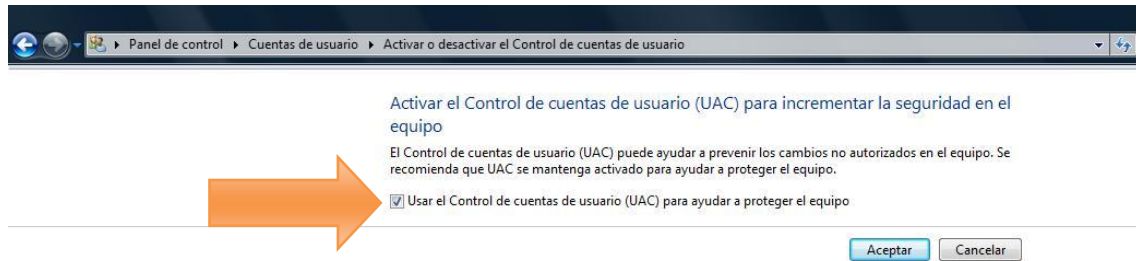 Panel de control ▸ Cuentas de usuario ▸ Activar o desactivar el Control de cuentas de usuario
Activar el Control de cuentas de usuario (UAC) para incrementar la seguridad en el
equipo
El Control de cuentas de usuario (UAC) puede ayudar a prevenir los cambios no autorizados en el equipo. Se
recomienda que UAC se mantenga activado para ayudar a proteger el equipo.
Usar el Control de cuentas de usuario (UAC) para ayudar a proteger el equipo
Aceptar Cancelar